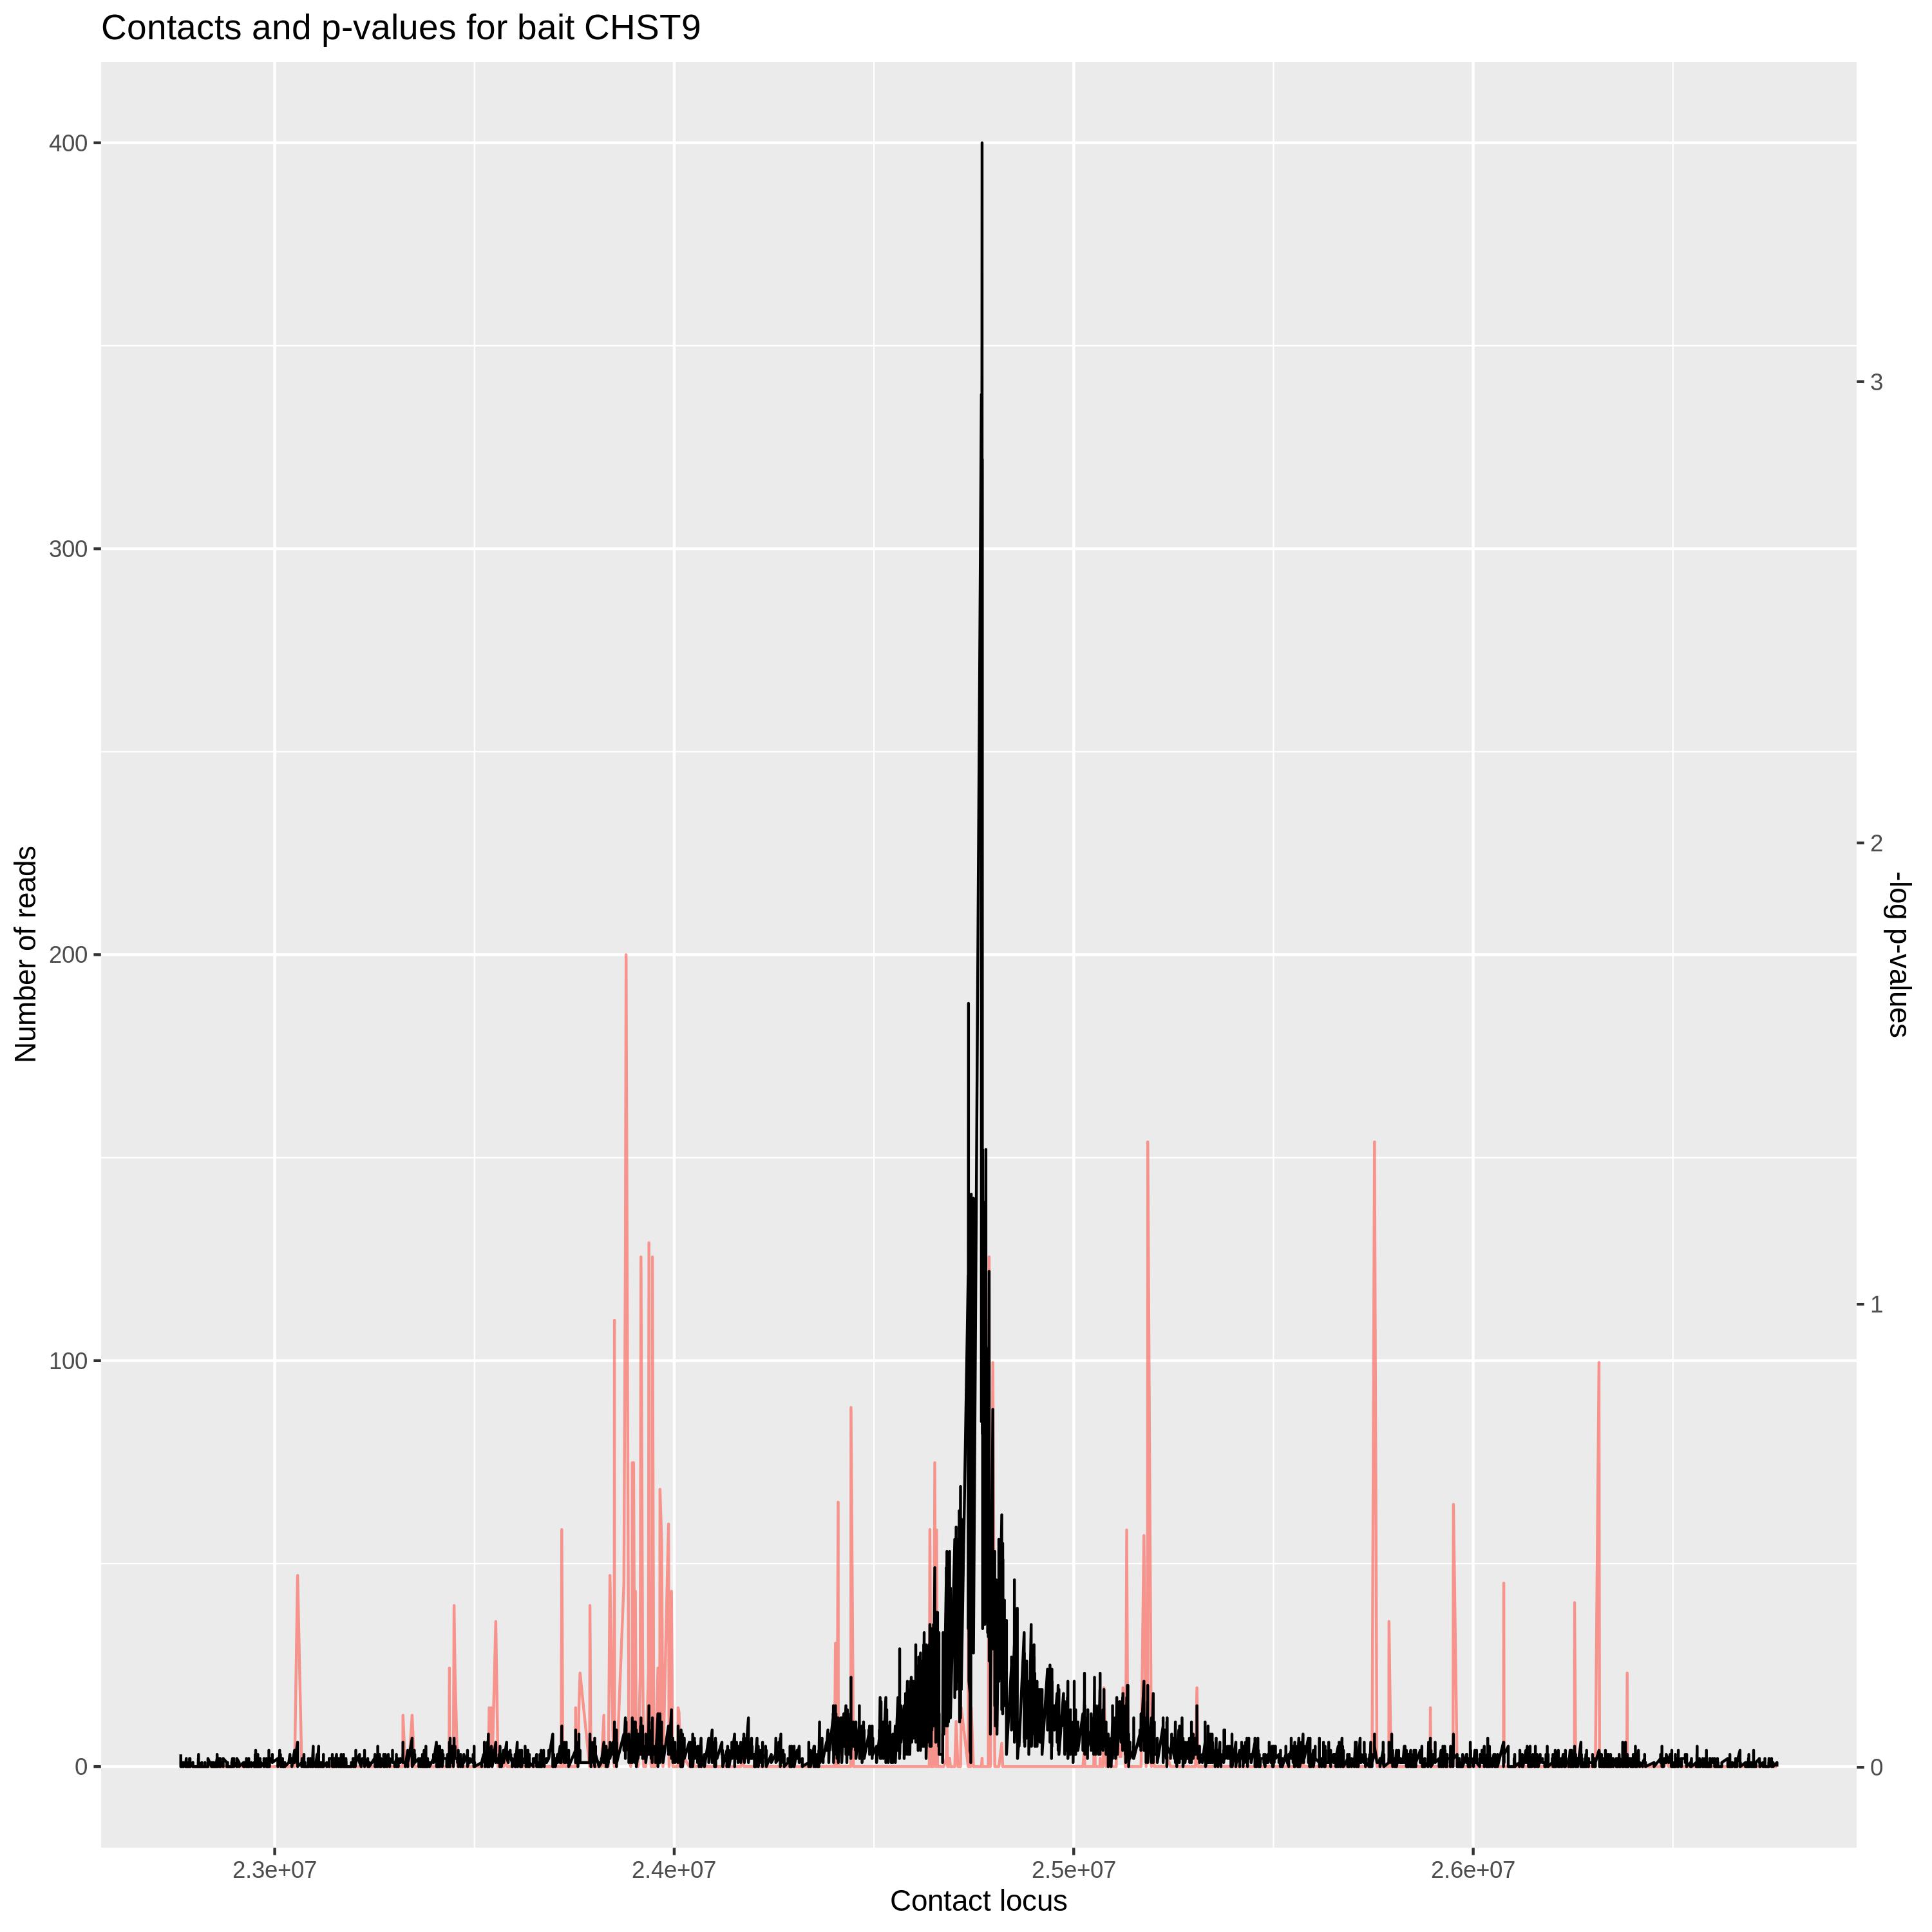 Contacts and p-values for bait CHST9
400
300
200
100
0
Number of reads
3
2
1
0
-log p-values
2.3e+07
2.4e+07
2.5e+07
2.6e+07
Contact locus